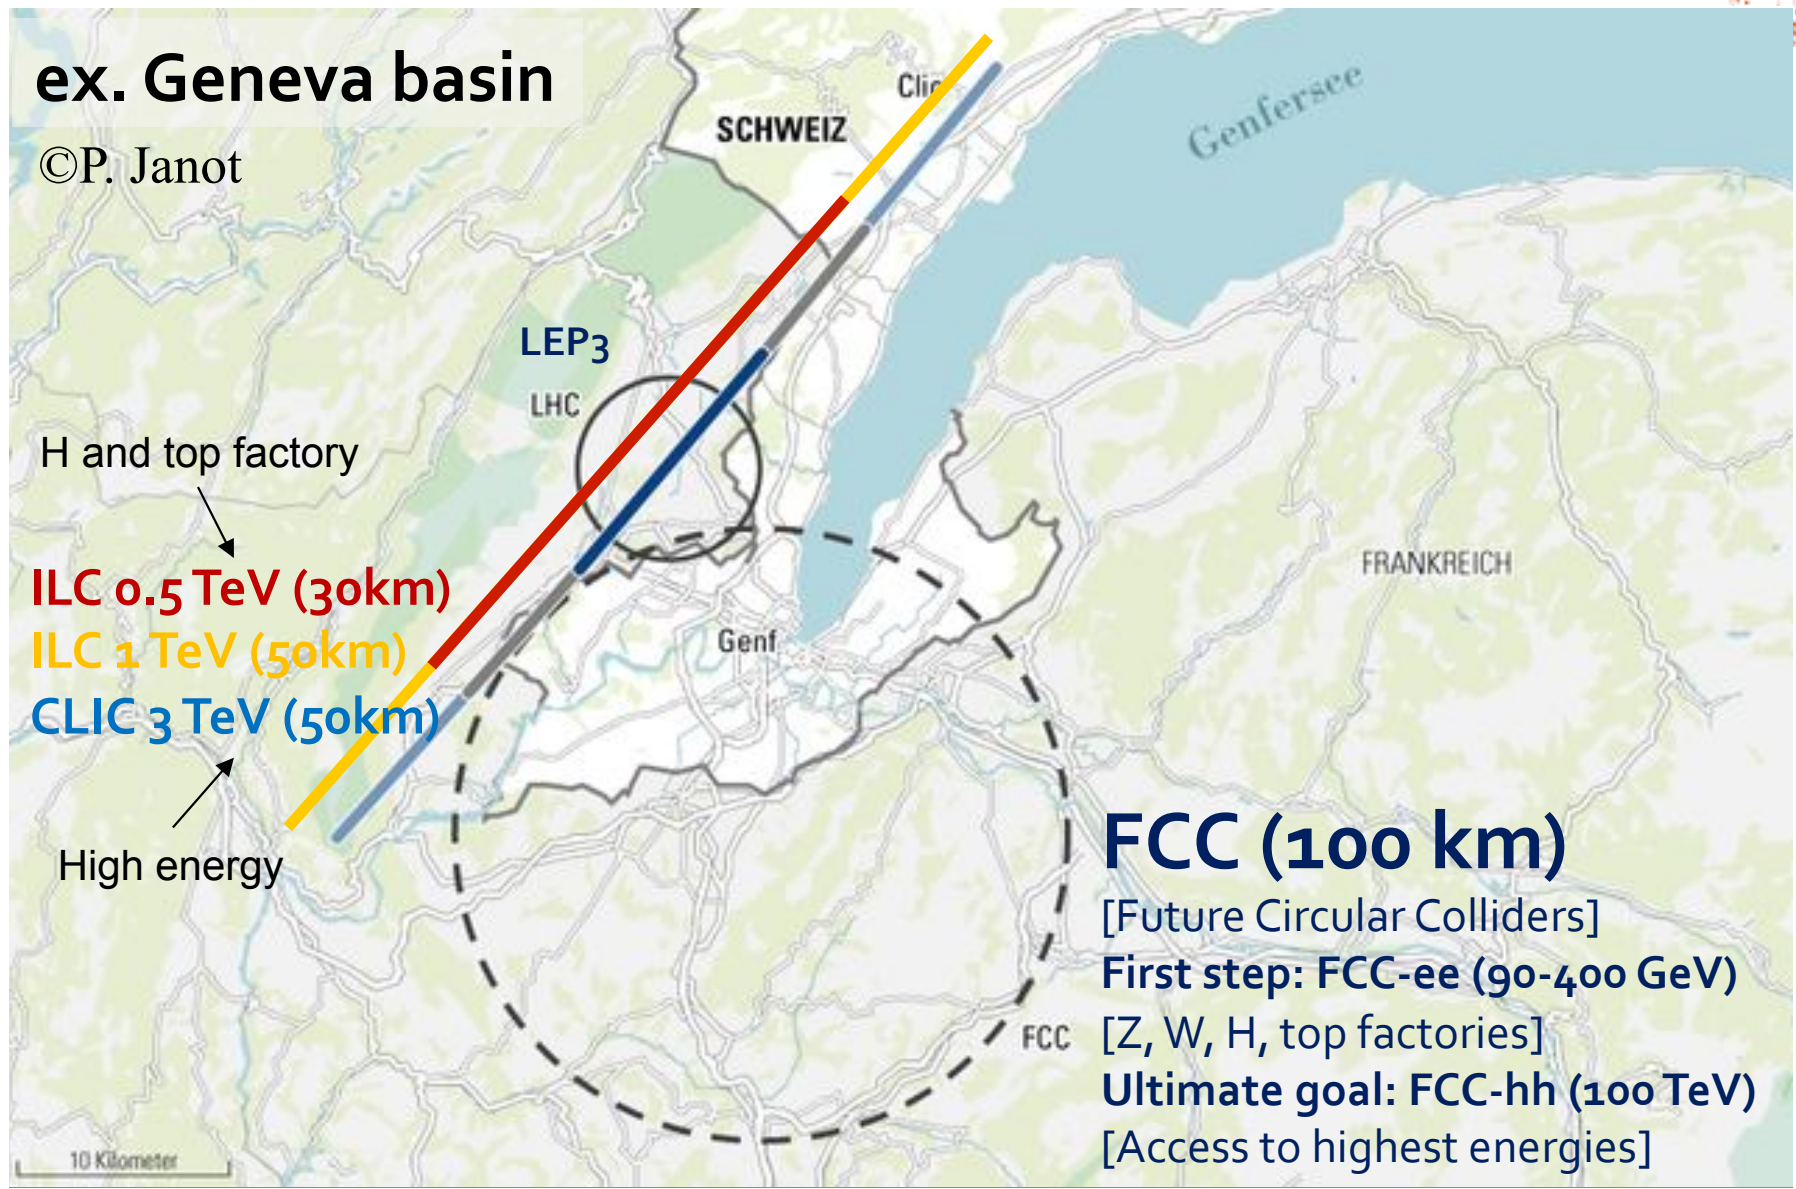 ex. Geneva basin
©P. Janot
SCHWEIZ
Genfersee
LEP3
LHC
H and top factory
ILC 0.5 TeV (30km)
ILC 1 TeV (50km)
CLIC 3 TeV (50km)
High energy
Genf
FRANKREICH
FCC
FCC (100 km)
[Future Circular Colliders]
First step: FCC-ee (90-400 GeV)
[Z, W, H, top factories]
Ultimate goal: FCC-hh (100 TeV)
[Access to highest energies]
10 Kilometer